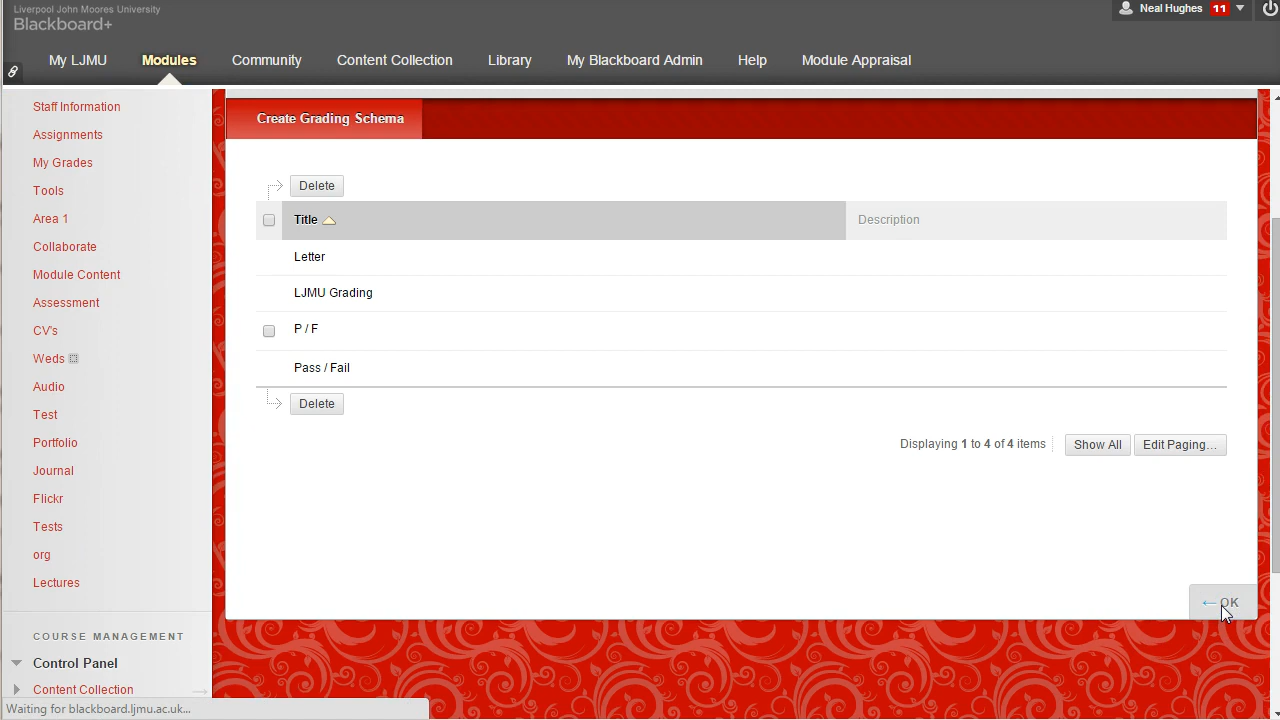 Liverpool John Moores University
Blackboard+
Neal Hughes 11
My LJMU Modules Community Content Collection Library My Blackboard Admin Help Module Appraisal
Staff Information
Assignments
My Grades
Tools
Area 1
Collaborate
Module Content
Assessment
CV's
Weds
Audio
Test
Portfolio
Journal
Flickr
Tests
org
Lectures
COURSE MANAGEMENT
Control Panel
Content Collection
Create Grading Schema
Delete
Title Description
Letter
LJMU Grading
P / F
Pass / Fail
Delete
Displaying 1 to 4 of 4 items Show All Edit Paging...
←OK
Waiting for blackboard.ljmu.ac.uk...